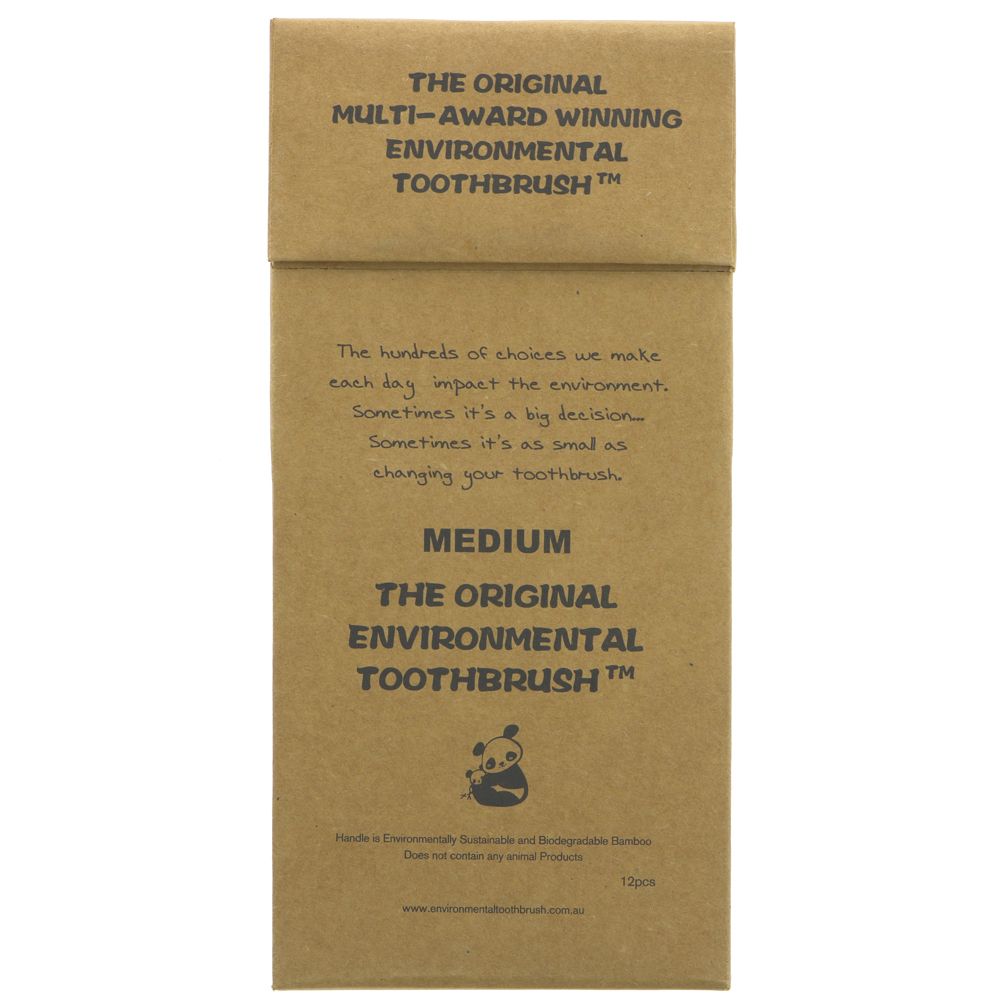 THE ORIGINAL
MULTI-AWARD WINNING
ENVIRONMENTAL
TOOTHBRUSH™
The hundreds of choices we make
each day impact the environment.
Sometimes it's a big decision...
Sometimes it's as small as
changing your toothbrush.
MEDIUM
THE ORIGINAL
ENVIRONMENTAL
TOOTHBRUSH™
Handle is Environmentally Sustainable and Biodegradable Bamboo
Does not contain any animal Products
12pcs
www.environmentaltoothbrush.com.au